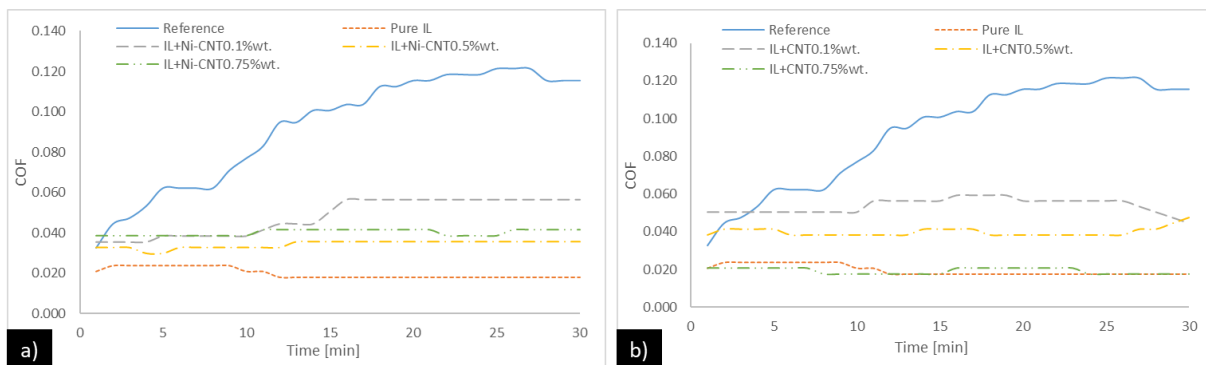 Reference
Pure IL
IL+Ni-CNT0.1%wt.
IL+Ni-CNT0.5%wt.
IL+Ni-CNT0.75%wt.
0.140
0.120
0.100
0.080
0.060
0.040
0.020
0.000
COF
0 5 10 15 20 25 30
Time [min]
a)
Reference
Pure IL
IL+CNT0.1%wt.
IL+CNT0.5%wt.
IL+CNT0.75%wt.
0.140
0.120
0.100
0.080
0.060
0.040
0.020
0.000
COF
0 5 10 15 20 25 30
Time [min]
b)